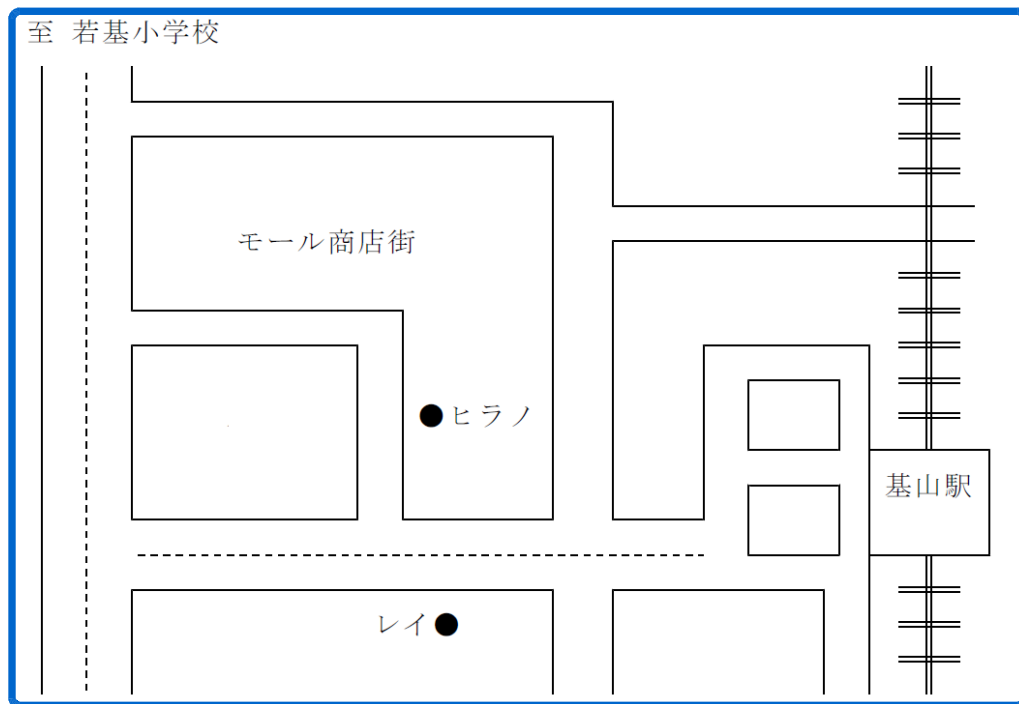 至 若基小学校
モール商店街
●ヒラノ
基山駅
レイ●